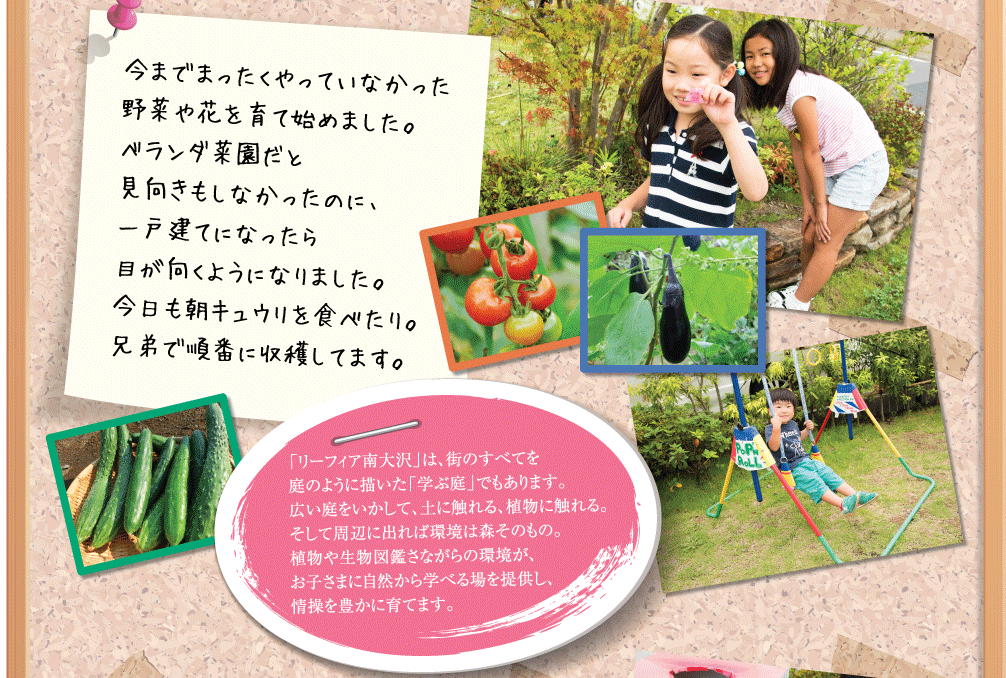 今までまったくやっていなかった
野菜や花を育て始めました。
ベランダ菜園だと
見向きもしなかったのに、
一戸建てになったら
目が向くようになりました。
今日も朝キュウリを食べたり。
兄弟で順番に収穫してます。
「リーフィア南大沢」は、街のすべてを
庭のように描いた「学ぶ庭」でもあります。
広い庭をいかして、土に触れる、植物に触れる。
そして周辺に出れば環境は森そのもの。
植物や生物図鑑さながらの環境が、
お子さまに自然から学べる場を提供し、
情操を豊かに育てます。